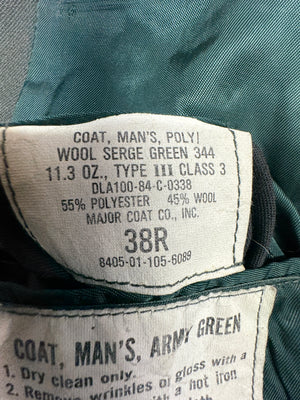 COAT, MAN'S, POLY/
WOOL SERGE GREEN 344
11.3 OZ., TYPE III CLASS 3
DLA100-84-C-0338
55% POLYESTER 45% WOOL
MAJOR COAT CO., INC.
38R
8405-01-105-6089
COAT, MAN'S, ARMY GREEN
1. Dry clean only.
2. Remove wrinkles or gloss with a
with a hot iron
cloth